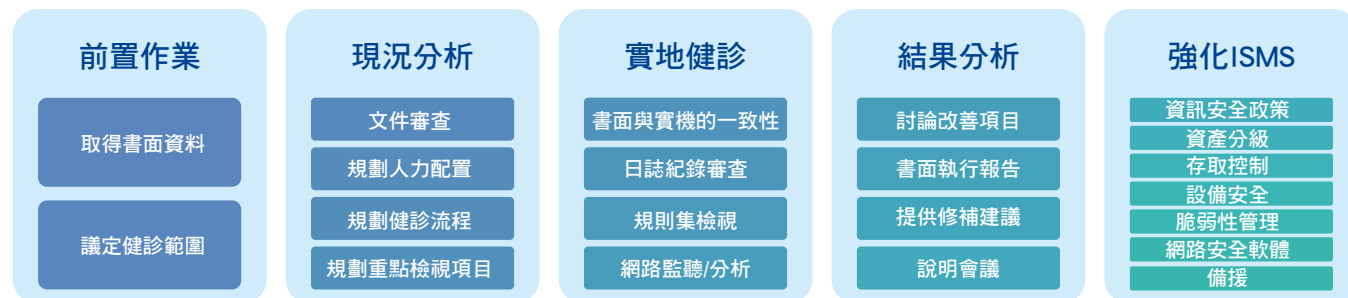 前置作業
取得書面資料
議定健診範圍
現況分析
文件審查
規劃人力配置
規劃健診流程
規劃重點檢視項目
實地健診
書面與實機的一致性
日誌紀錄審查
規則集檢視
網路監聽/分析
結果分析
討論改善項目
書面執行報告
提供修補建議
說明會議
強化ISMS
資訊安全政策
資產分級
存取控制
設備安全
脆弱性管理
網路安全軟體
備援